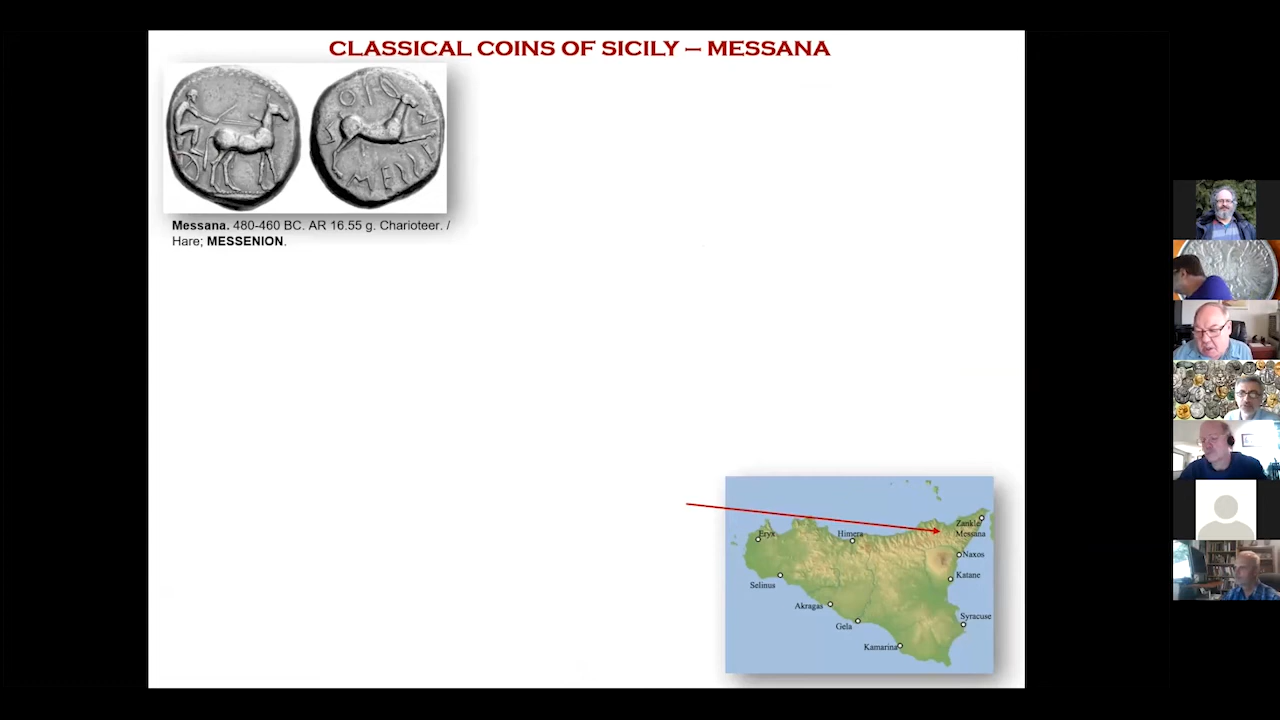 CLASSICAL COINS OF SICILY – MESSANA
Messana. 480-460 BC. AR 16.55 g. Charioteer. /
Hare; MESSENION.
Zankle
Messana
Eryx
Himera
Naxos
Katane
Selinus
Akragas
Syracuse
Gela
Kamarina